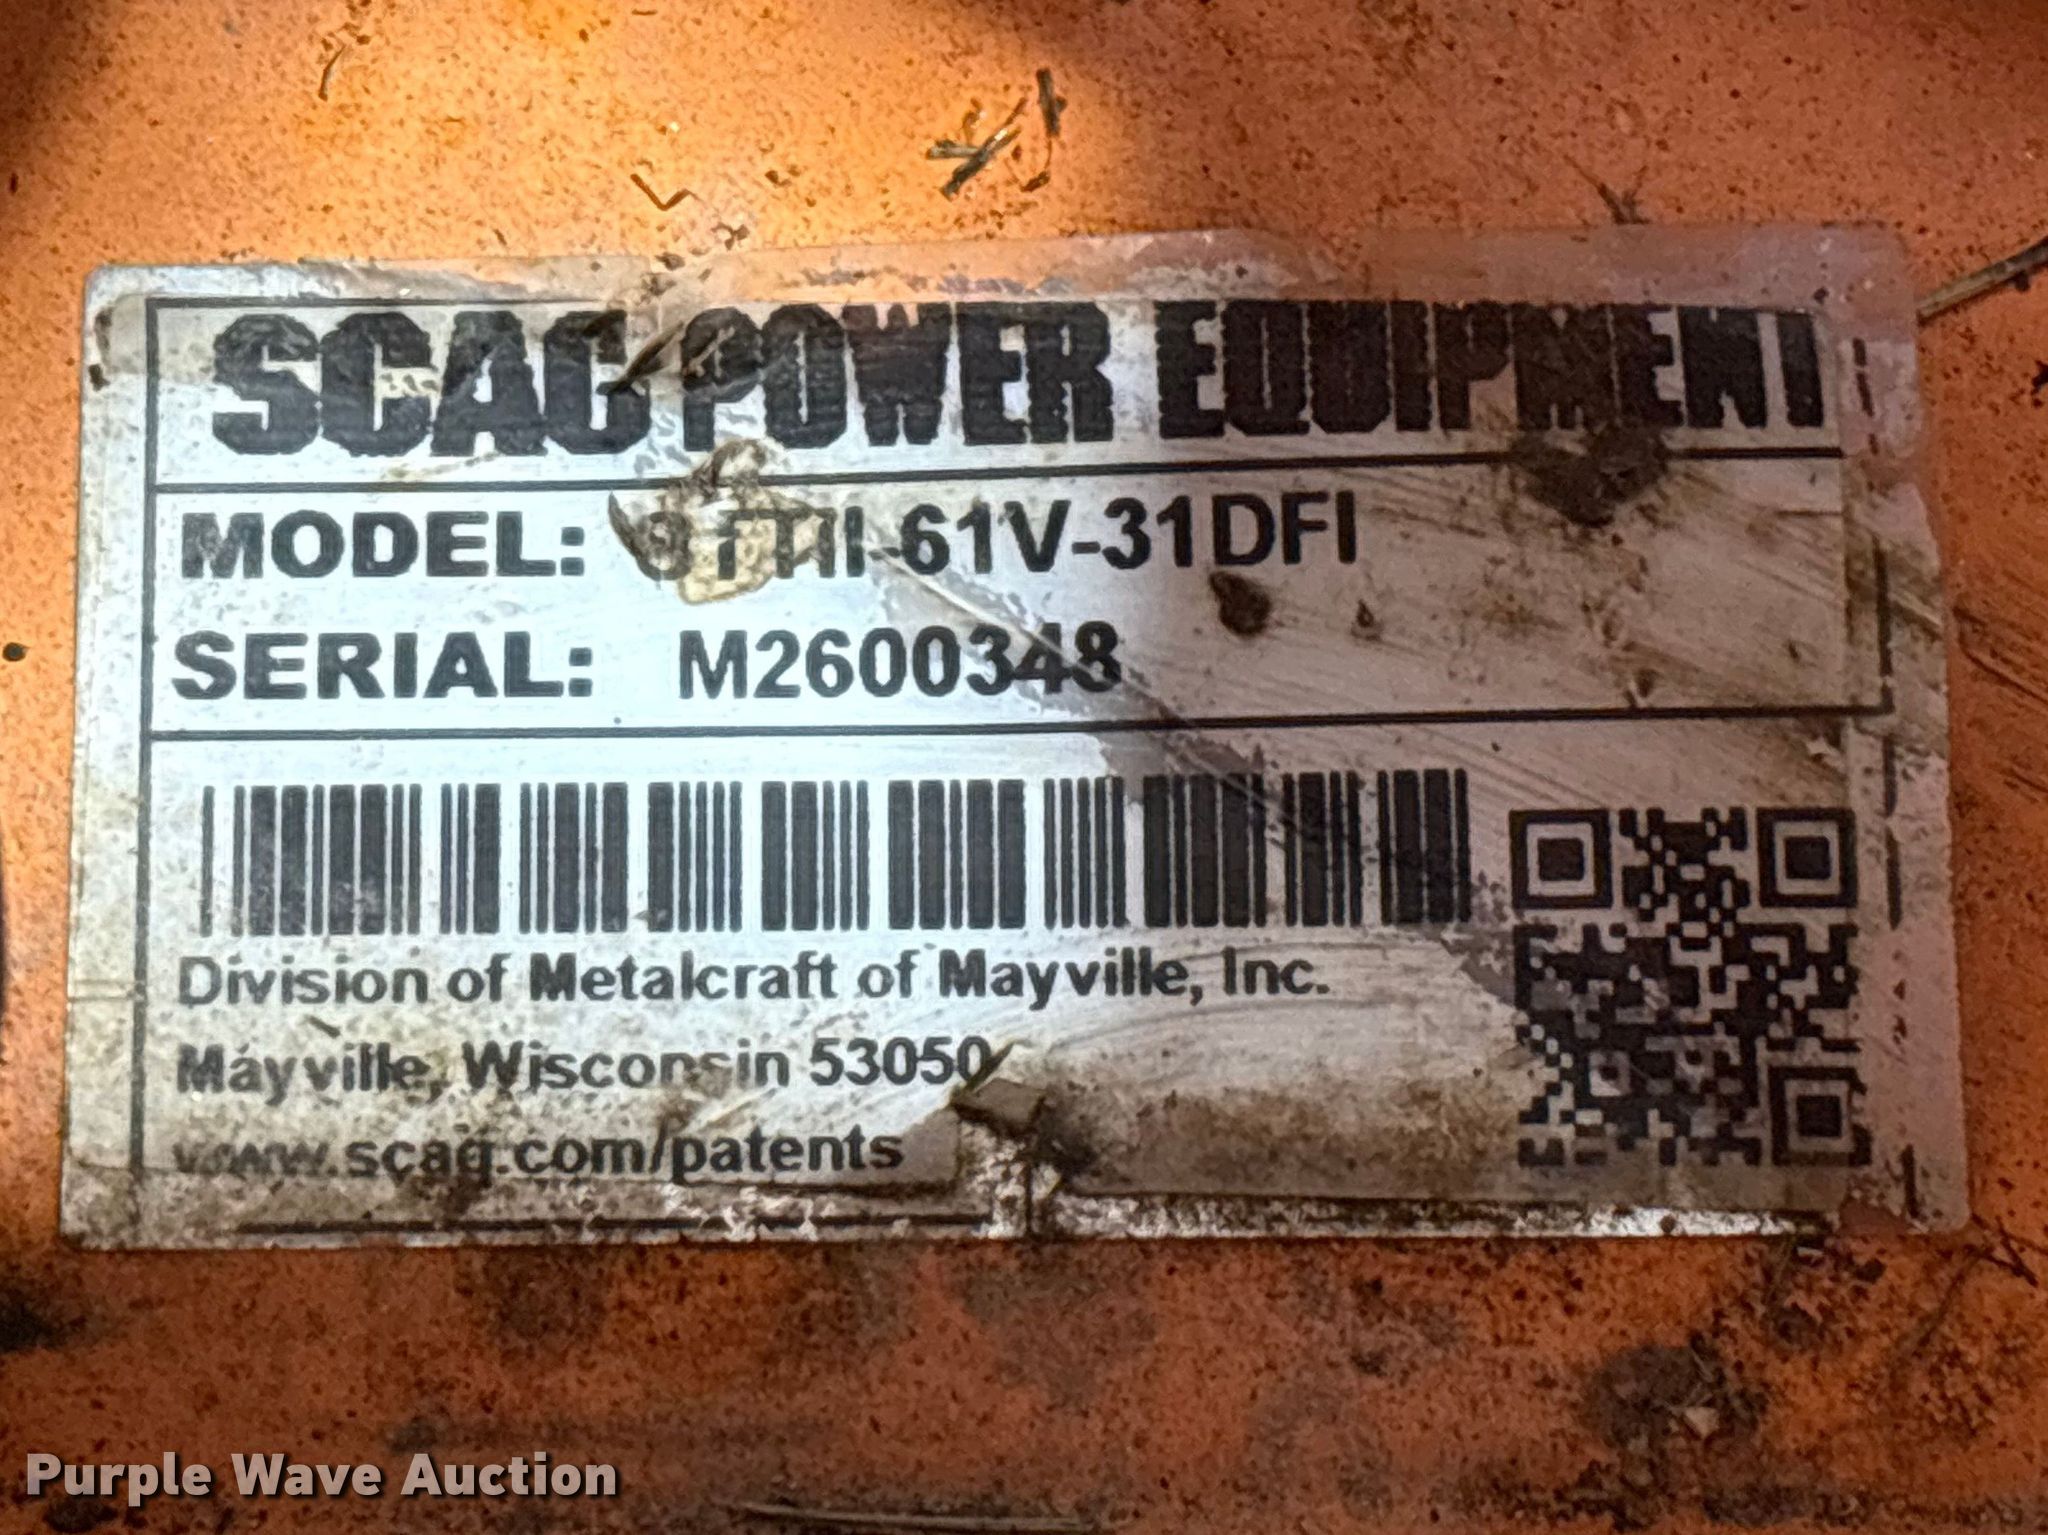 SCAG POWER EQUIPMENT
MODEL: STTII-61V-31DFI
SERIAL: M2600348
Division of Metalcraft of Mayville, Inc.
Mayville, Wisconsin 53050
www.scag.com/patents
Purple Wave Auction